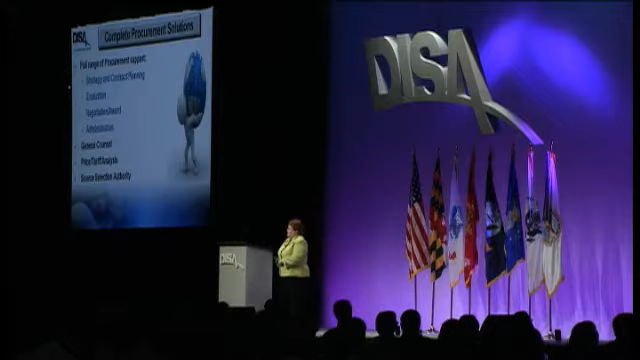 DISA
Complete Procurement Solutions
Full range of Procurement support
Strategy and Contract Planning
Evaluation
Negotiation/Award
Administration
General Counsel
Price/Tariff Analysis
Source Selection Authority
DISA
DISA